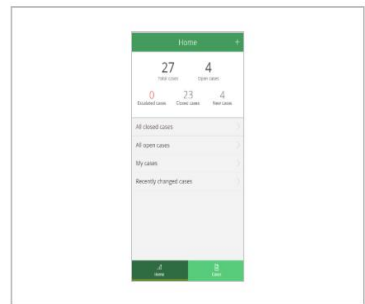 Home +
27 4
Total cases Open cases
0 23 4
Escalated cases Closed cases New cases
All closed cases
All open cases
My cases
Recently changed cases
Home Cases